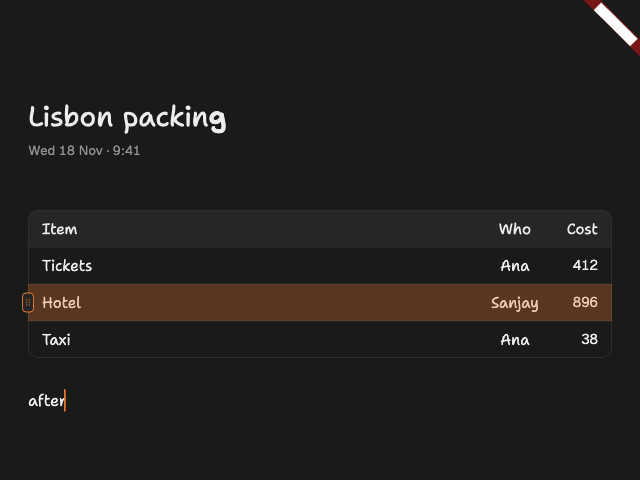 Lisbon packing
Wed 18 Nov · 9:41
Item Who Cost
Tickets Ana 412
Hotel Sanjay 896
Taxi Ana 38
after